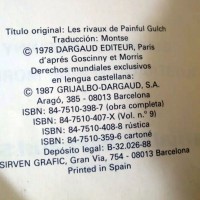 Título original: Les rivaux de Painful Gulch
Traducción: Montse
© 1978 DARGAUD EDITEUR, Paris
d'après Goscinny et Morris
Derechos mundiales exclusivos
en lengua castellana:
© 1987 GRIJALBO-DARGAUD, S.A.
Aragó, 385 - 08013 Barcelona
ISBN: 84-7510-398-7 (obra completa)
ISBN: 84-7510-407-X (Vol. n.º 9)
ISBN: 84-7510-408-8 rústica
ISBN: 84-7510-359-6 cartoné
Depósito legal: B-32.026-88
SIRVEN GRAFIC, Gran Via, 754 - 08013 Barcelona
Printed in Spain